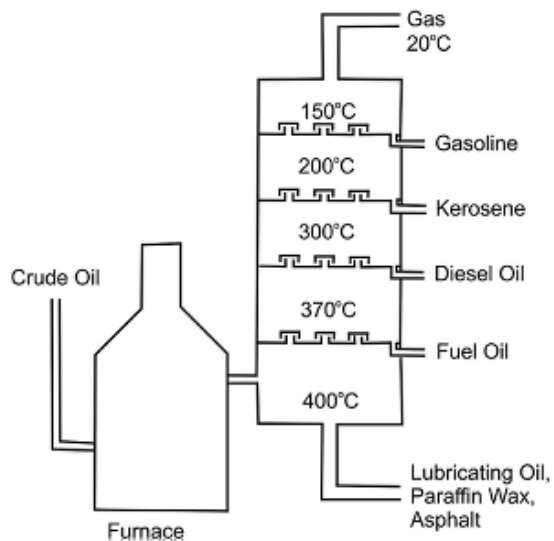 Gas
20°C
150°C
Gasoline
200°C
Kerosene
300°C
Diesel Oil
Crude Oil
370°C
Fuel Oil
400°C
Lubricating Oil,
Paraffin Wax,
Asphalt
Furnace